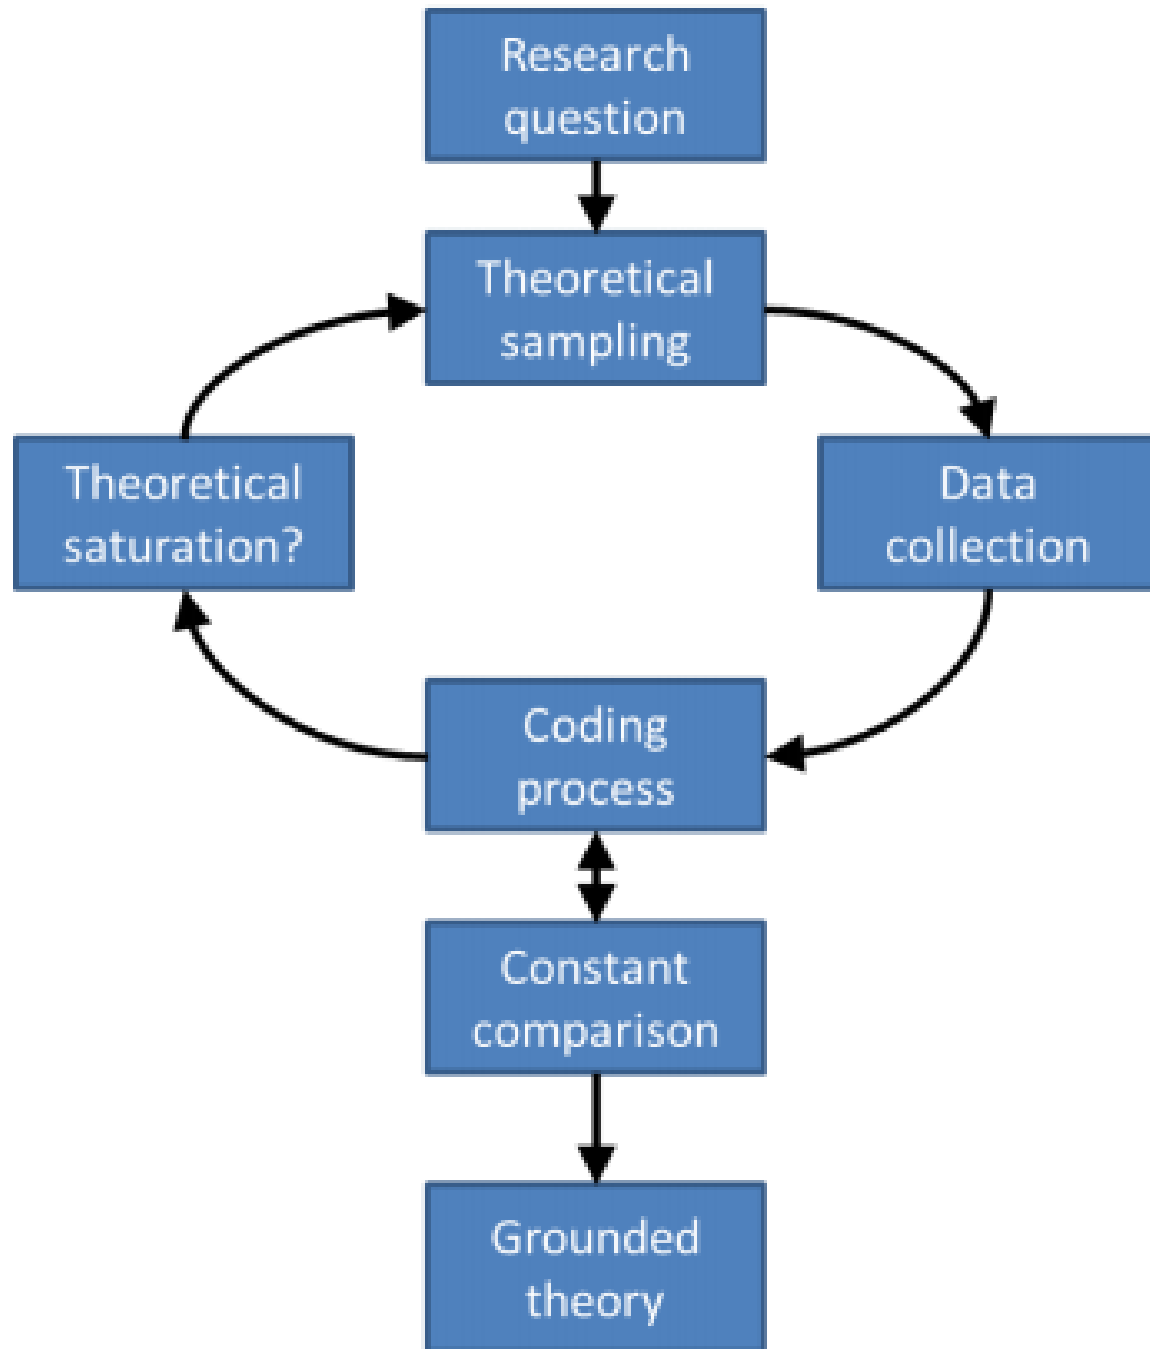 Research
question
Theoretical
sampling
Theoretical
saturation?
Data
collection
Coding
process
Constant
comparison
Grounded
theory